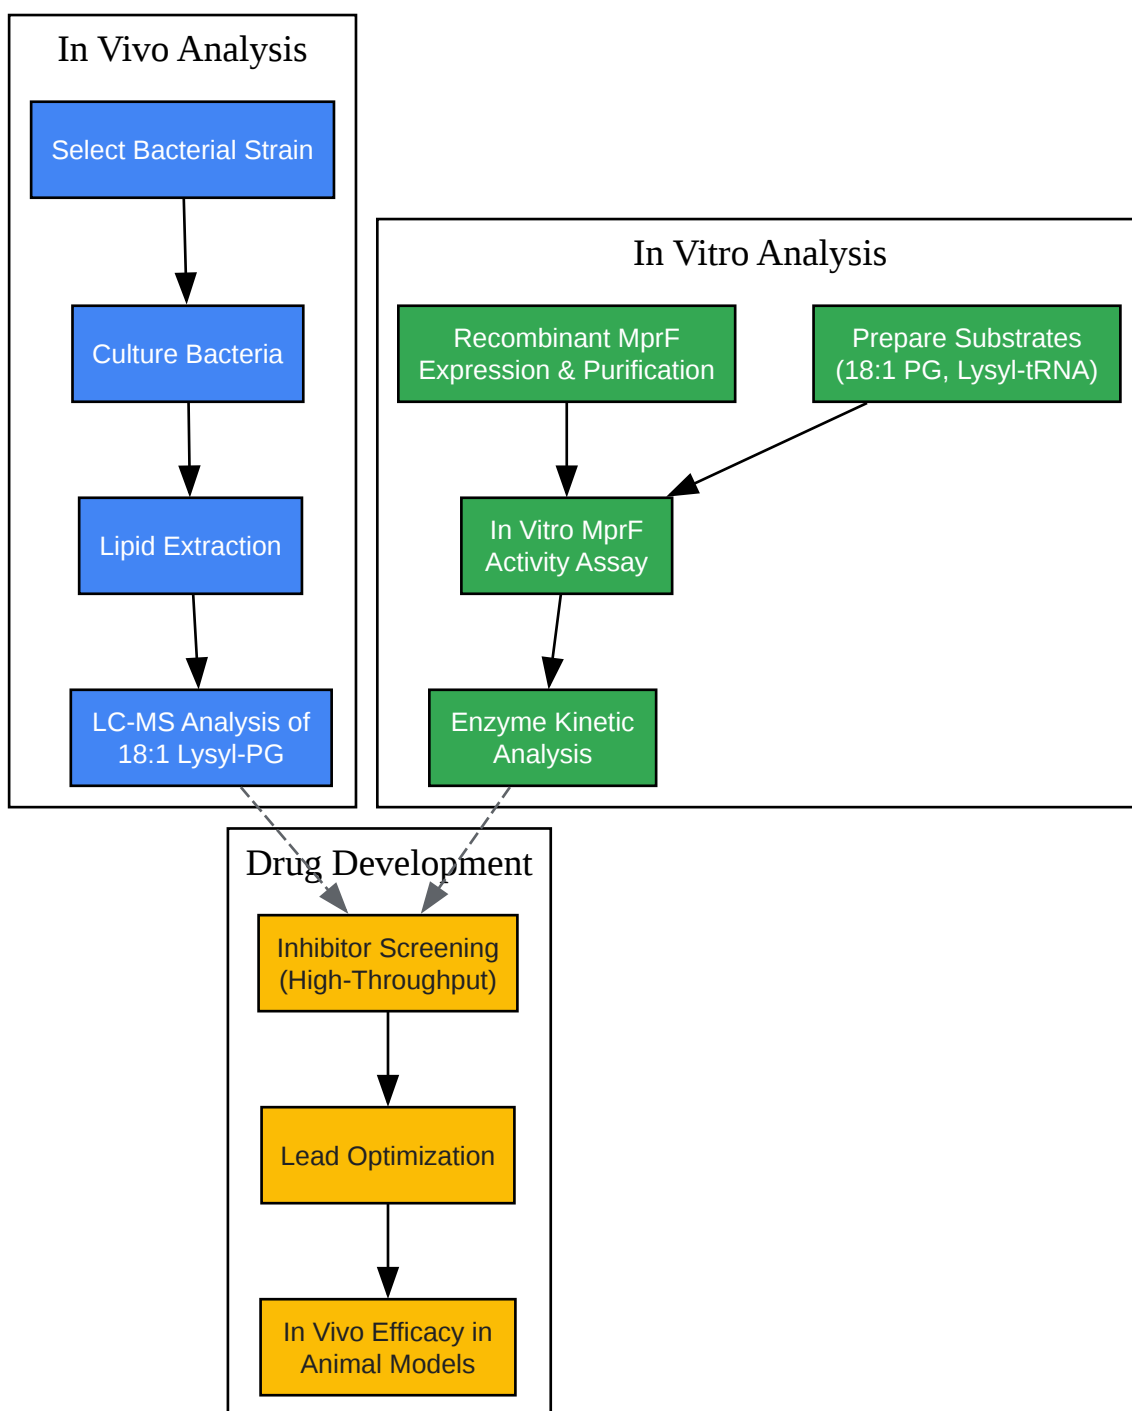 In Vivo Analysis
Select Bacterial Strain
Culture Bacteria
Lipid Extraction
LC-MS Analysis of
18:1 Lysyl-PG
In Vitro Analysis
Recombinant MprF
Expression & Purification
Prepare Substrates
(18:1 PG, Lysyl-tRNA)
In Vitro MprF
Activity Assay
Enzyme Kinetic
Analysis
Drug Development
Inhibitor Screening
(High-Throughput)
Lead Optimization
In Vivo Efficacy in
Animal Models